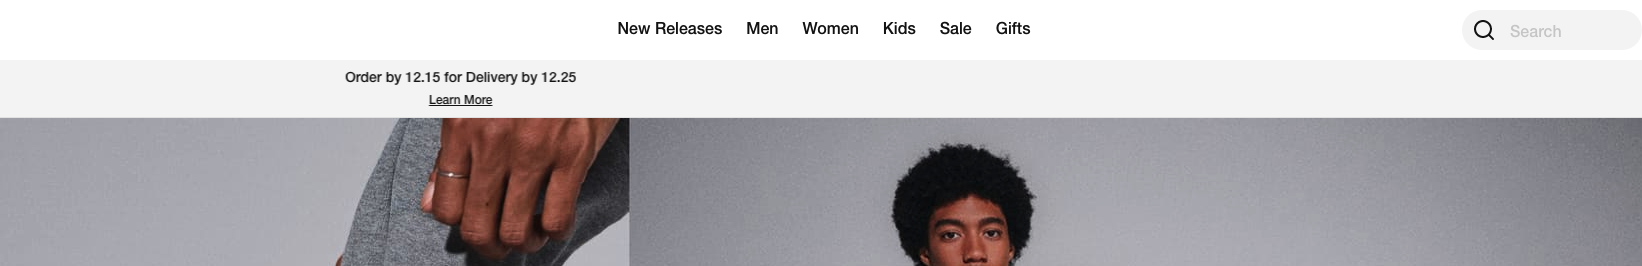 New Releases Men Women Kids Sale Gifts
Search
Order by 12.15 for Delivery by 12.25
Learn More